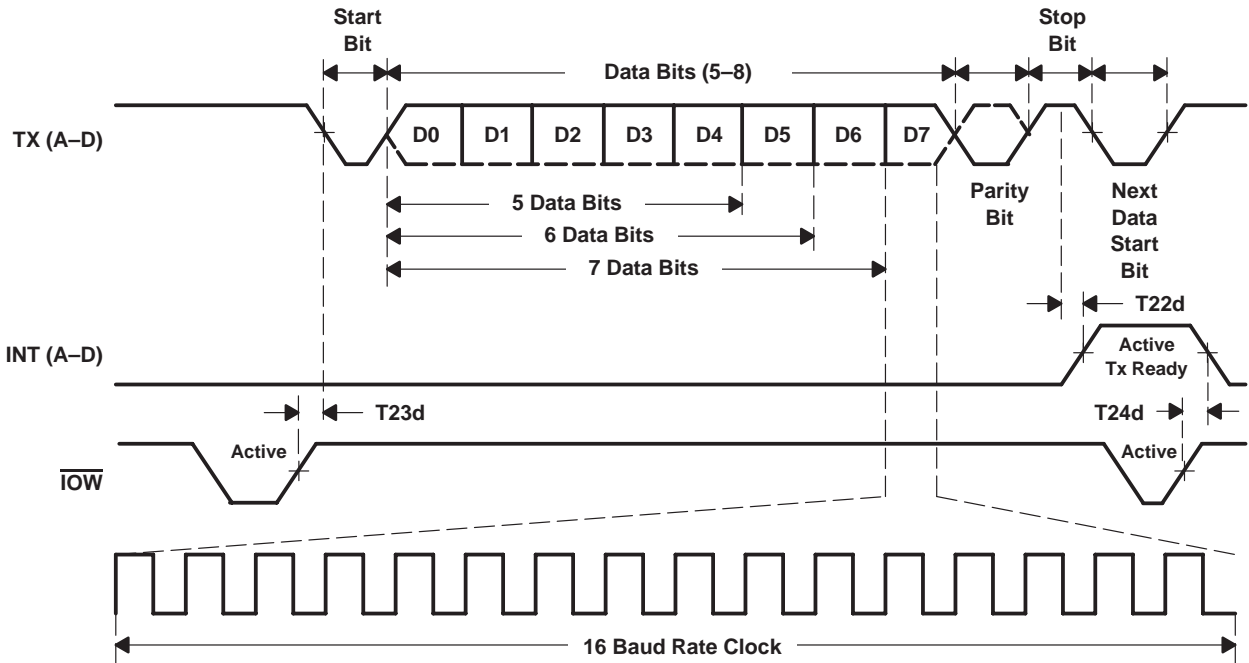 Start
Bit
Stop
Bit
Data Bits (5–8)
TX (A–D)
D0 D1 D2 D3 D4 D5 D6 D7
5 Data Bits
6 Data Bits
7 Data Bits
Parity
Bit
Next
Data
Start
Bit
T22d
INT (A–D)
Active
Tx Ready
T23d
T24d
IOW
Active
Active
16 Baud Rate Clock